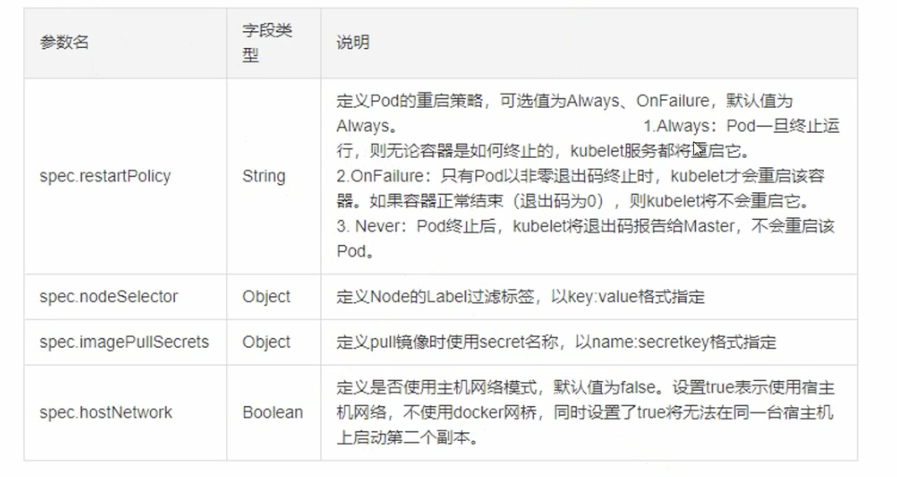 参数名
字段类
型
说明
spec.restartPolicy
String
定义Pod的重启策略，可选值为Always、OnFailure，默认值为
Always。 1.Always：Pod一旦终止运
行，则无论容器是如何终止的，kubelet服务都将重启它。
2.OnFailure：只有Pod以非零退出码终止时，kubelet才会重启该容
器。如果容器正常结束（退出码为0），则kubelet将不会重启它。
3. Never：Pod终止后，kubelet将退出码报告给Master，不会重启该
Pod。
spec.nodeSelector
Object
定义Node的Label过滤标签，以key:value格式指定
spec.imagePullSecrets
Object
定义pull镜像时使用secret名称，以name:secretkey格式指定
spec.hostNetwork
Boolean
定义是否使用主机网络模式，默认值为false。设置true表示使用宿主
机网络，不使用docker网桥，同时设置了true将无法在同一台宿主机
上启动第二个副本。